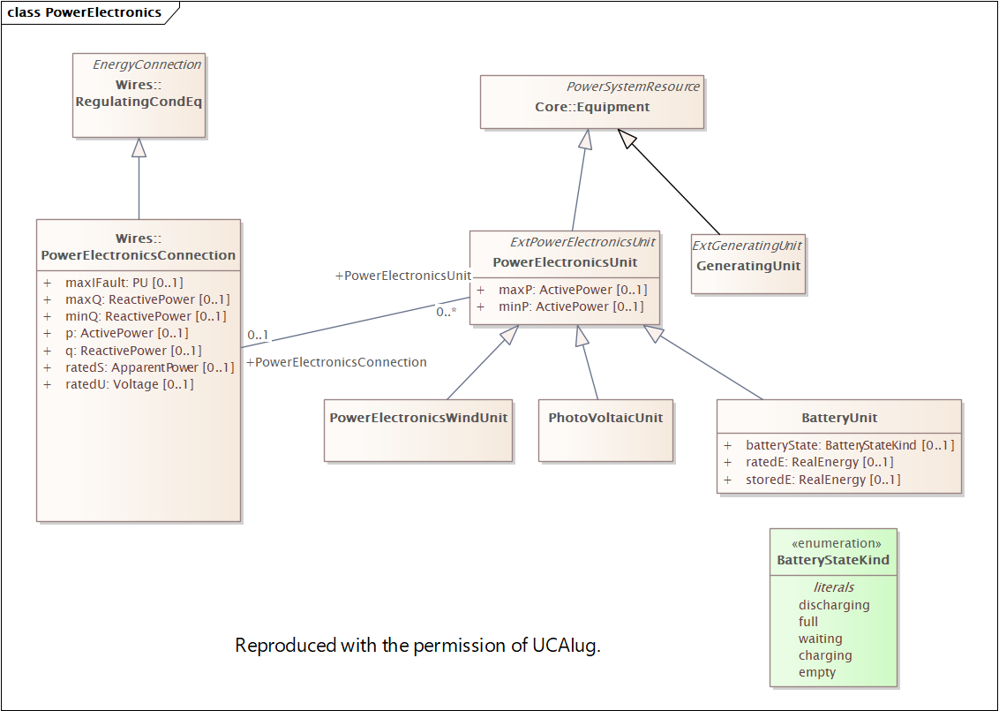 class PowerElectronics
EnergyConnection
Wires::
RegulatingCondEq
PowerSystemResource
Core::Equipment
Wires::
PowerElectronicsConnection
+ maxIFault: PU [0..1]
+ maxQ: ReactivePower [0..1]
+ minQ: ReactivePower [0..1]
+ p: ActivePower [0..1]
+ q: ReactivePower [0..1]
+ ratedS: ApparentPower [0..1]
+ ratedU: Voltage [0..1]
+PowerElectronicsUnit
0..*
0..1
+PowerElectronicsConnection
ExtPowerElectronicsUnit
PowerElectronicsUnit
+ maxP: ActivePower [0..1]
+ minP: ActivePower [0..1]
ExtGeneratingUnit
GeneratingUnit
PowerElectronicsWindUnit
PhotoVoltaicUnit
BatteryUnit
+ batteryState: BatteryStateKind [0..1]
+ ratedE: RealEnergy [0..1]
+ storedE: RealEnergy [0..1]
«enumeration»
BatteryStateKind
literals
discharging
full
waiting
charging
empty
Reproduced with the permission of UCAIug.